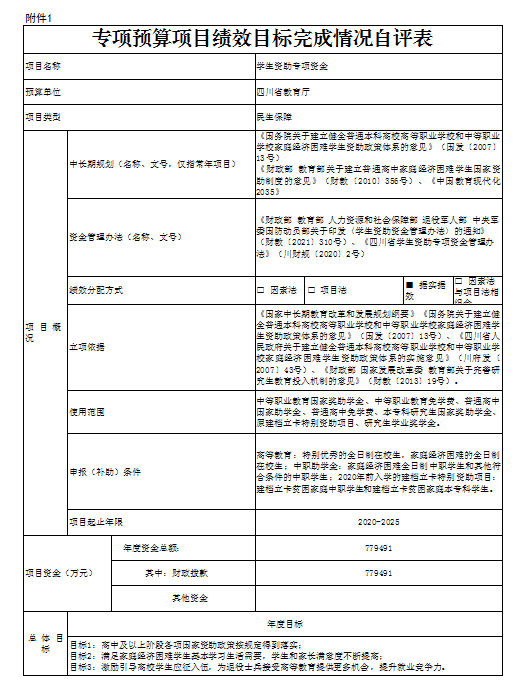 附件1
专项预算项目绩效目标完成情况自评表
项目名称
学生资助专项资金
预算单位
四川省教育厅
项目类型
民生保障
项目概况
中长期规划(名称、文号,仅指常年项目)
《国务院关于建立健全普通本科高校高等职业学校和中等职业
学校家庭经济困难学生资助政策体系的意见》(国发〔2007〕
13号)
《财政部 教育部关于建立普通高中家庭经济困难学生国家资
助制度的意见》(财教〔2010〕356号)、《中国教育现代化
2035》
资金管理办法(名称、文号)
《财政部 教育部 人力资源和社会保障部 退役军人部 中央军
委国防动员部关于印发〈学生资助资金管理办法〉的通知》
(财教〔2021〕310号)、《四川省学生资助专项资金管理办
法》(川财规〔2020〕2号)
绩效分配方式
□ 因素法
□ 项目法
■ 据实据
效
□ 因素法
与项目法相
结合
立项依据
《国家中长期教育改革和发展规划纲要》《国务院关于建立健
全普通本科高校高等职业学校和中等职业学校家庭经济困难学
生资助政策体系的意见》(国发〔2007〕13号)、《四川省人
民政府关于建立健全普通本科高校高等职业学校和中等职业学
校家庭经济困难学生资助政策体系的实施意见》(川府发〔
2007〕43号)、《财政部 国家发展改革委 教育部关于完善研
究生教育投入机制的意见》(财教〔2013〕19号)。
使用范围
中等职业教育国家奖助学金、中等职业教育免学费、普通高中
国家助学金、普通高中免学费、本专科研究生国家奖助学金、
原建档立卡特别资助项目、研究生学业奖学金。
申报(补助)条件
高等教育:特别优秀的全日制在校生,家庭经济困难的全日制
在校生;中职助学金:家庭经济困难全日制中职学生和其他符
合条件的中职学生;2020年前入学的建档立卡特别资助项目:
建档立卡贫困家庭中职学生和建档立卡贫困家庭本专科学生。
项目起止年限
2020-2025
项目资金(万元)
年度资金总额:
779491
其中:财政拨款
779491
其他资金
总体目标
年度目标
目标1:高中及以上阶段各项国家资助政策按规定得到落实;
目标2:满足家庭经济困难学生基本学习生活需要,学生和家长满意度不断提高;
目标3:激励引导高校学生应征入伍,为退役士兵接受高等教育提供更多机会,提升就业竞争力。